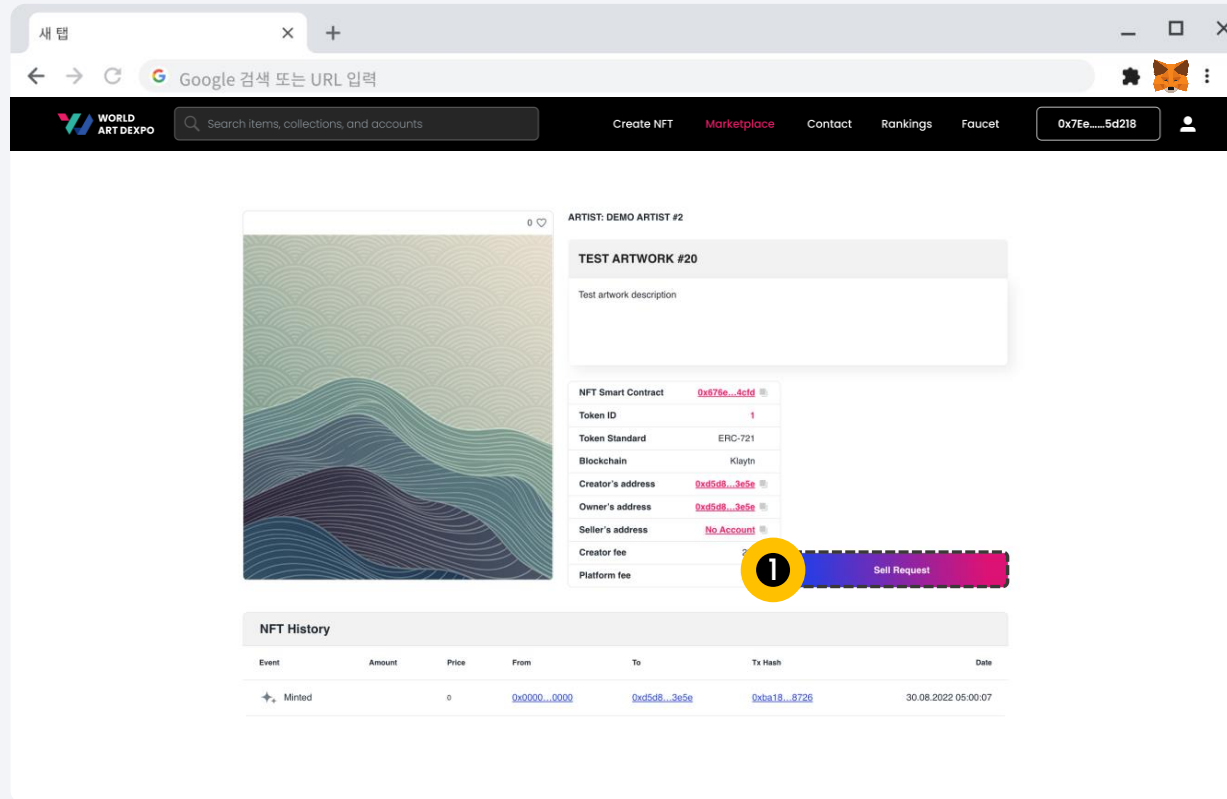 새 탭
Google 검색 또는 URL 입력
WORLD
ART DEXPO
Search items, collections, and accounts
Create NFT
Marketplace
Contact
Rankings
Faucet
0x7Ee......5d218
0
ARTIST: DEMO ARTIST #2
TEST ARTWORK #20
Test artwork description
NFT Smart Contract 0x676e...4cfd
Token ID 1
Token Standard ERC-721
Blockchain Klaytn
Creator's address 0xd5d8...3e5e
Owner's address 0xd5d8...3e5e
Seller's address No Account
Creator fee
Platform fee
1
Sell Request
NFT History
Event Amount Price From To Tx Hash Date
Minted 0 0x0000...0000 0xd5d8...3e5e 0xba18...8726 30.08.2022 05:00:07